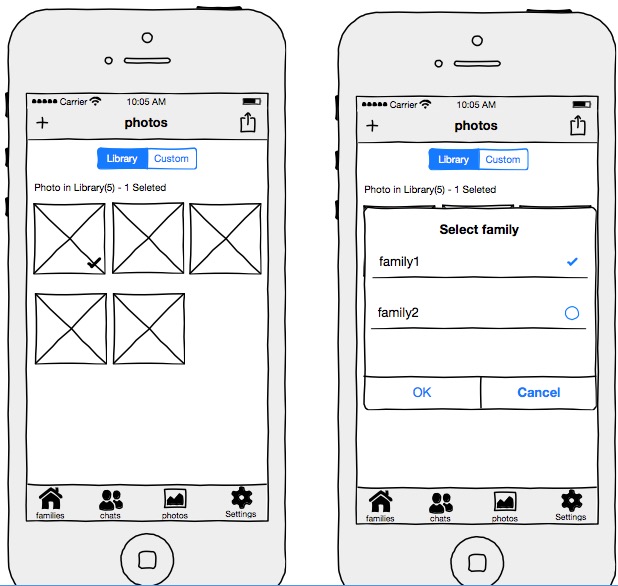 Carrier 10:05 AM
+ photos
Library Custom
Photo in Library(5) - 1 Seleted
families chats photos Settings
Carrier 10:05 AM
+ photos
Library Custom
Photo in Library(5) - 1 Seleted
Select family
family1
family2
OK Cancel
families chats photos Settings